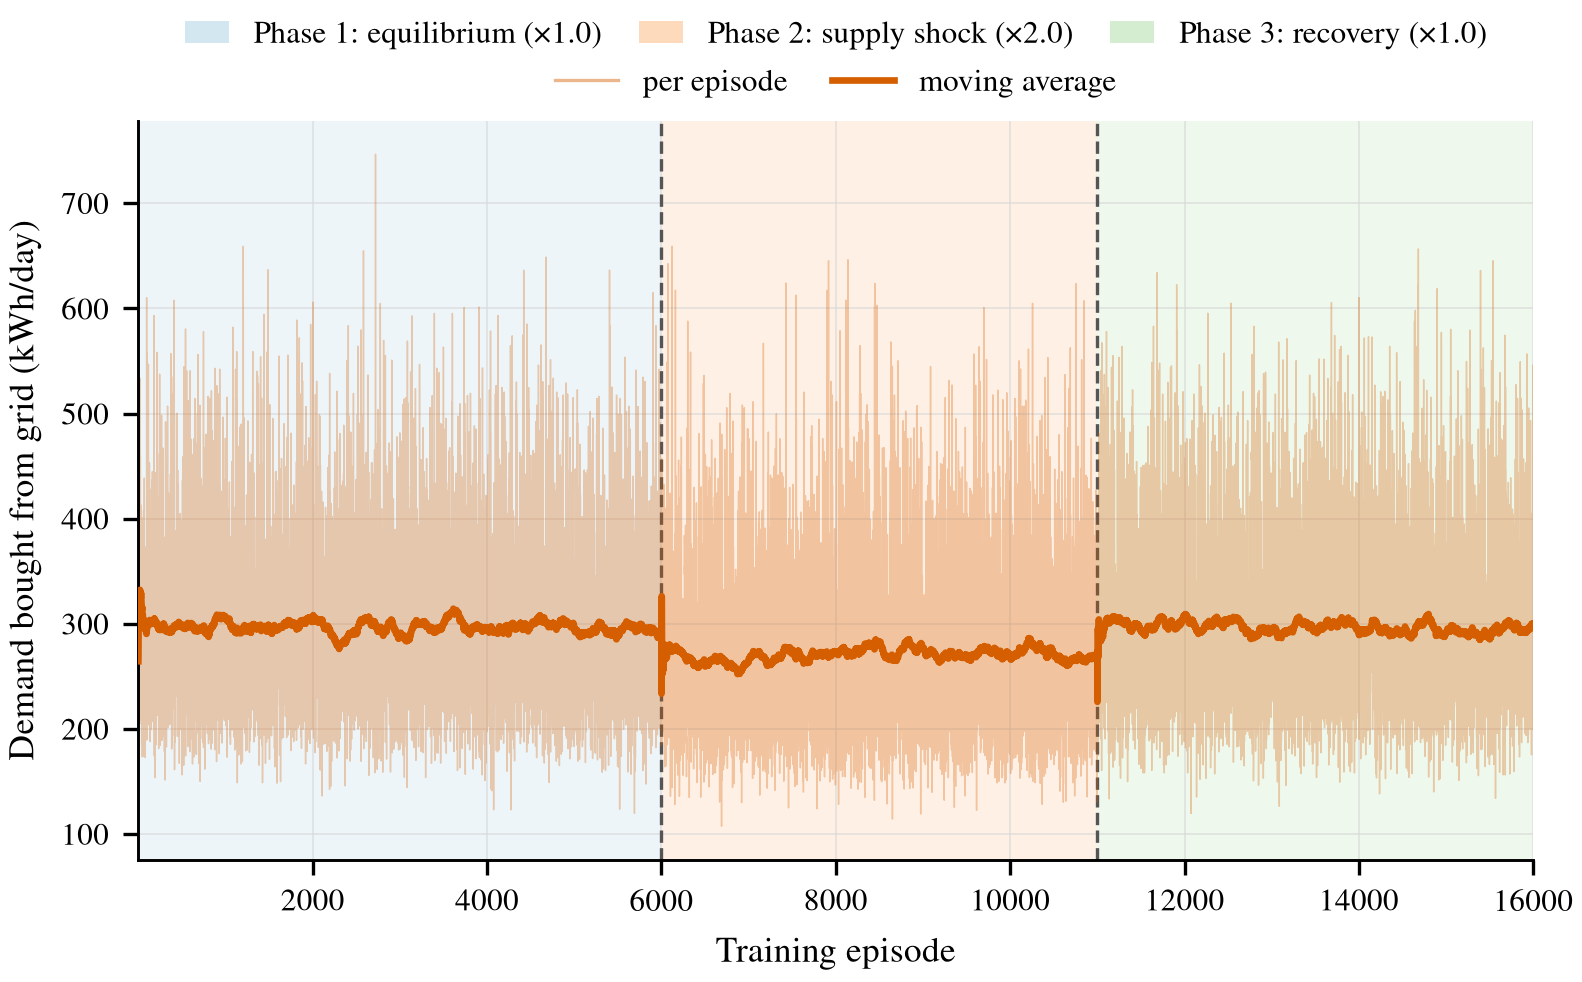 Phase 1: equilibrium (×1.0) Phase 2: supply shock (×2.0) Phase 3: recovery (×1.0)
per episode moving average
Demand bought from grid (kWh/day)
700
600
500
400
300
200
100
2000 4000 6000 8000 10000 12000 14000 16000
Training episode